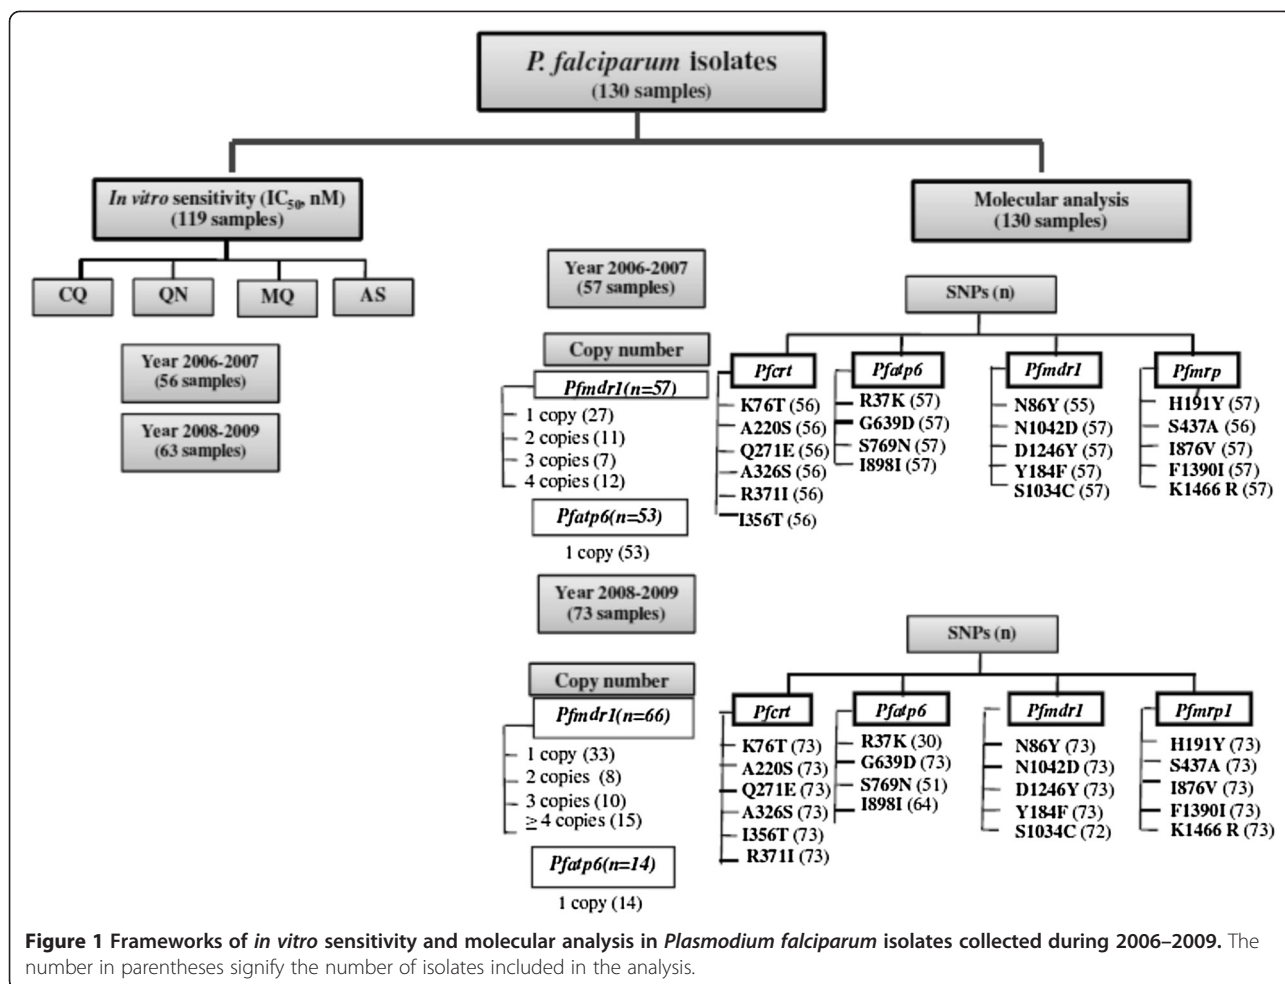 P. falciparum isolates
(130 samples)
In vitro sensitivity (IC50, nM)
(119 samples)
CQ
QN
MQ
AS
Year 2006-2007
(56 samples)
Year 2008-2009
(63 samples)
Molecular analysis
(130 samples)
Year 2006-2007
(57 samples)
Copy number
Pfmdr1(n=57)
1 copy (27)
2 copies (11)
3 copies (7)
4 copies (12)
Pfatp6(n=53)
1 copy (53)
SNPs (n)
Pfcrt
K76T (56)
A220S (56)
Q271E (56)
A326S (56)
R371I (56)
I356T (56)
Pfatp6
R37K (57)
G639D (57)
S769N (57)
I898I (57)
Pfmdr1
N86Y (55)
N1042D (57)
D1246Y (57)
Y184F (57)
S1034C (57)
Pfmrp
H191Y (57)
S437A (56)
I876V (57)
F1390I (57)
K1466 R (57)
Year 2008-2009
(73 samples)
Copy number
Pfmdr1(n=66)
1 copy (33)
2 copies (8)
3 copies (10)
≥ 4 copies (15)
Pfatp6(n=14)
1 copy (14)
SNPs (n)
Pfcrt
K76T (73)
A220S (73)
Q271E (73)
A326S (73)
I356T (73)
R371I (73)
Pfatp6
R37K (30)
G639D (73)
S769N (51)
I898I (64)
Pfmdr1
N86Y (73)
N1042D (73)
D1246Y (73)
Y184F (73)
S1034C (72)
Pfmrp1
H191Y (73)
S437A (73)
I876V (73)
F1390I (73)
K1466 R (73)
Figure 1 Frameworks of in vitro sensitivity and molecular analysis in Plasmodium falciparum isolates collected during 2006–2009. The
number in parentheses signify the number of isolates included in the analysis.